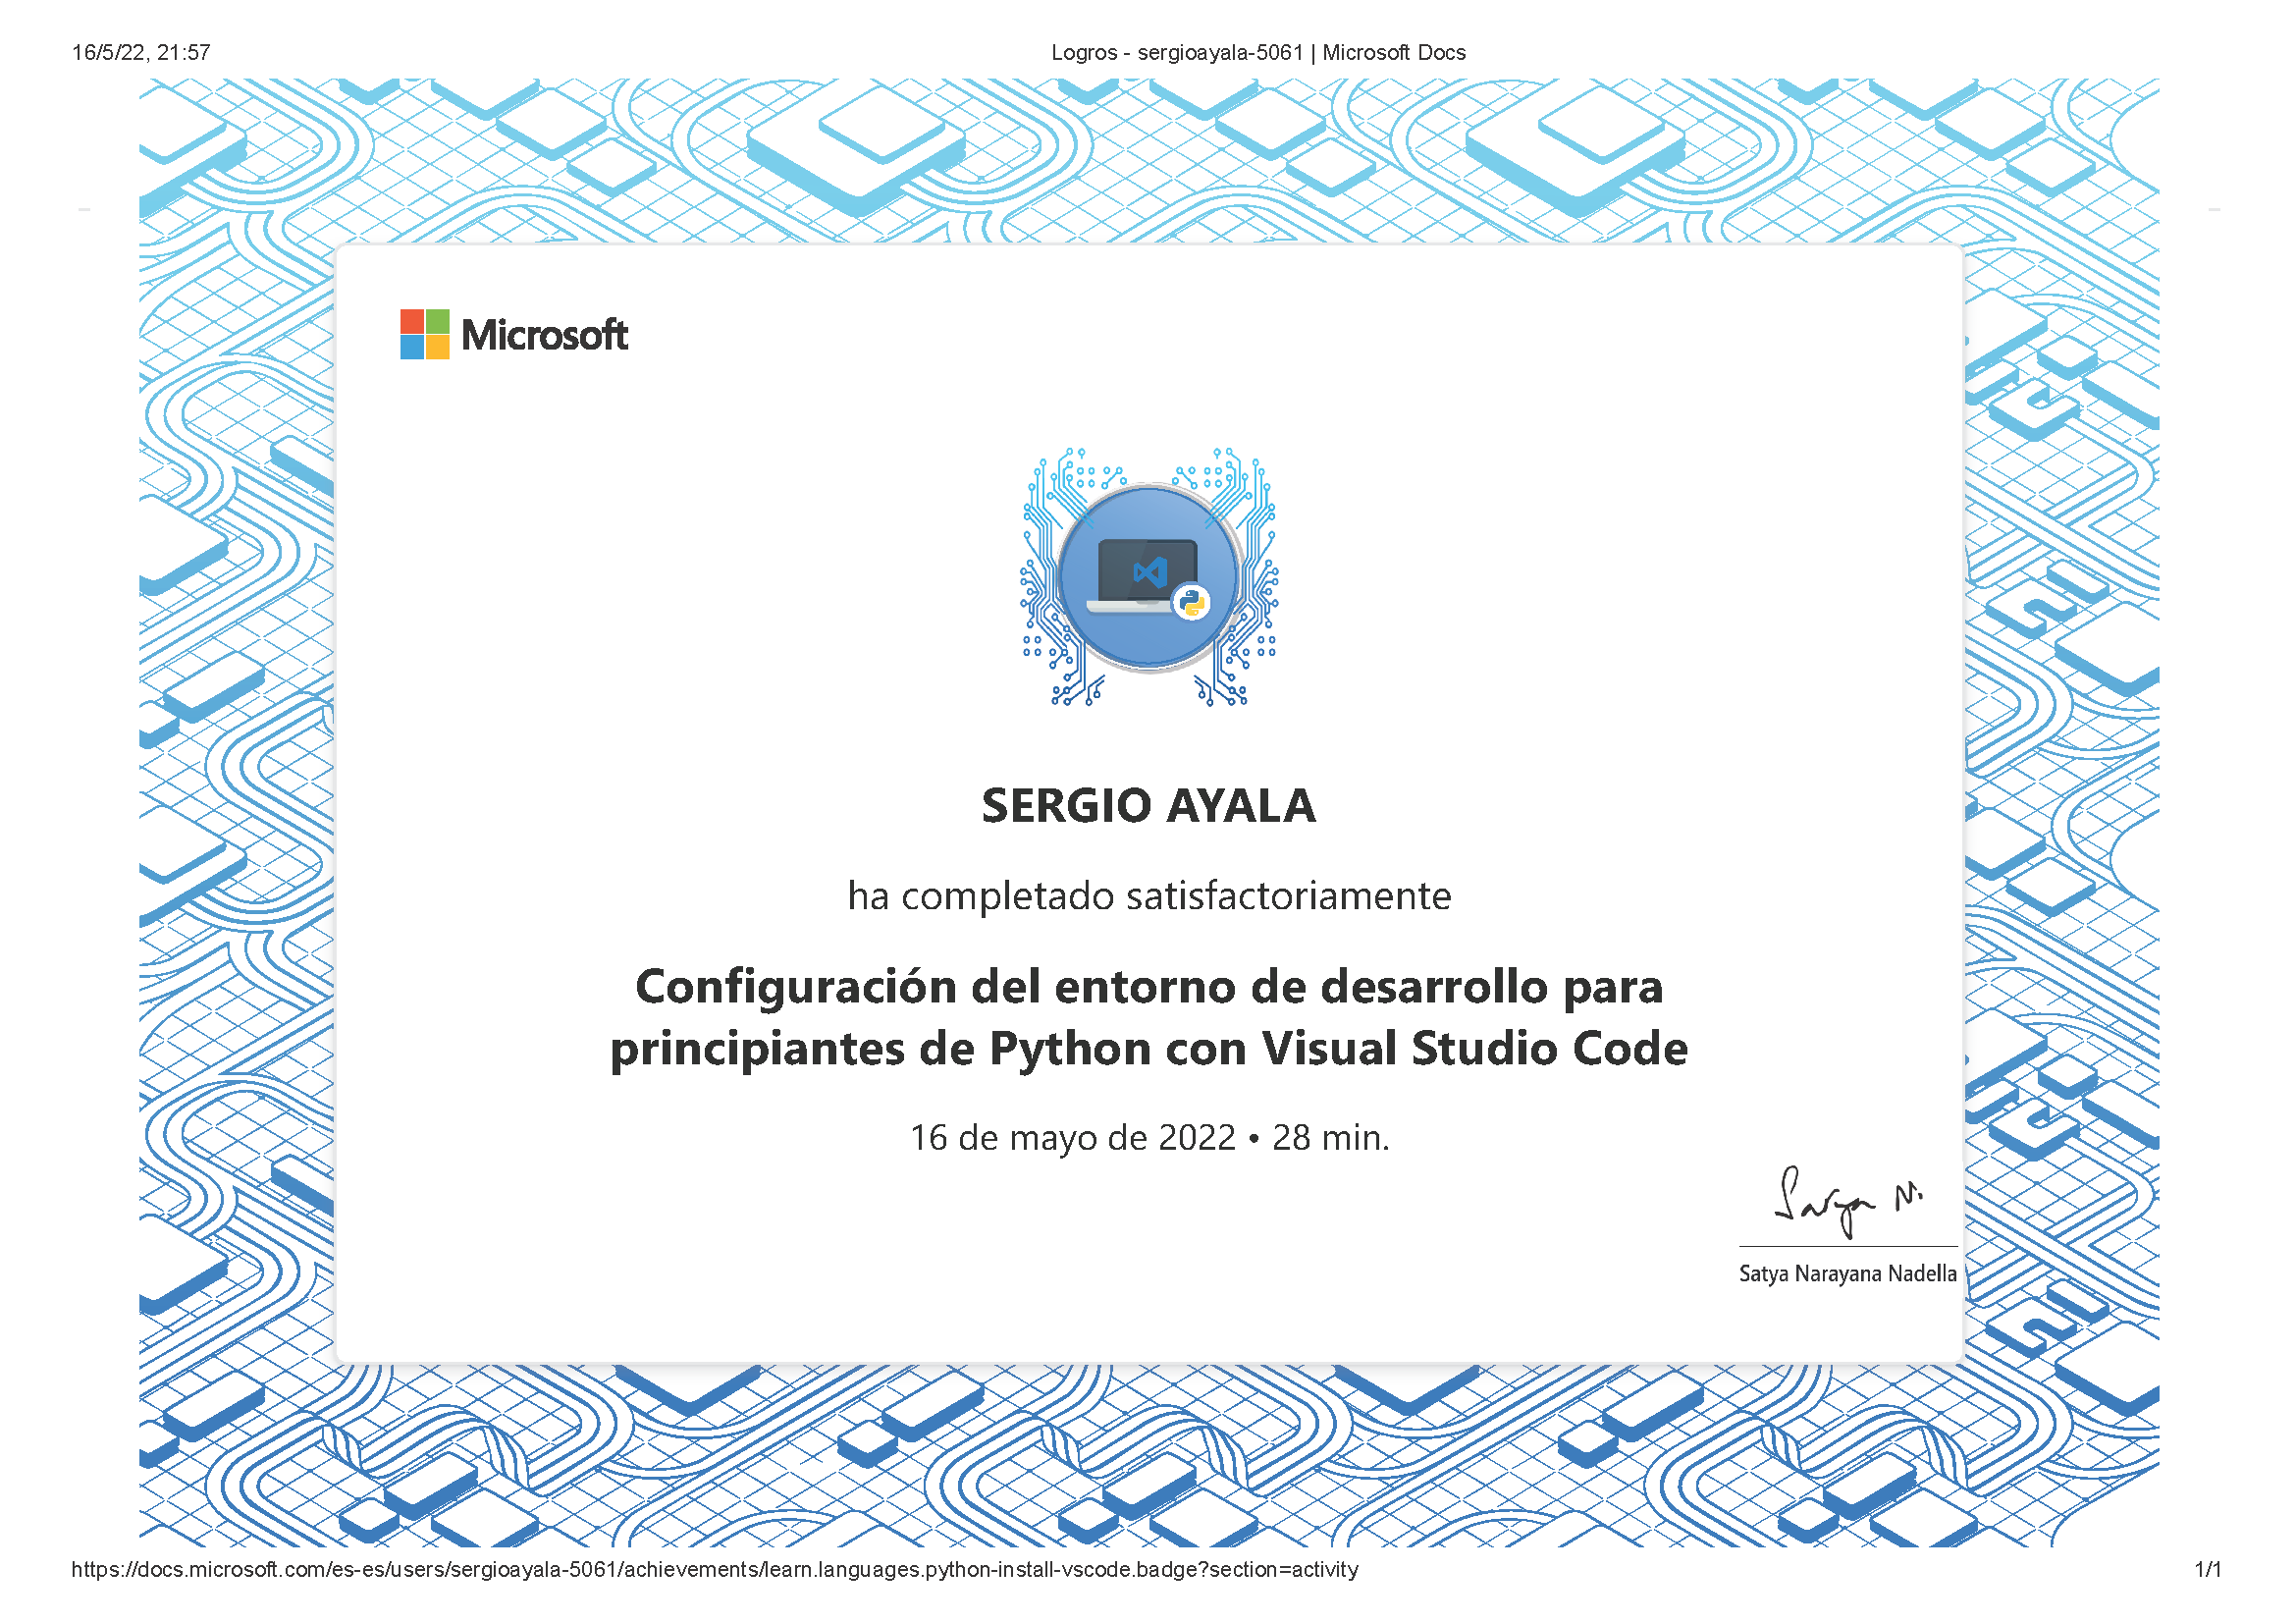 16/5/22, 21:57
Logros - sergioayala-5061 | Microsoft Docs
Microsoft
SERGIO AYALA
ha completado satisfactoriamente
Configuración del entorno de desarrollo para
principiantes de Python con Visual Studio Code
16 de mayo de 2022 • 28 min.
Satya N.
Satya Narayana Nadella
https://docs.microsoft.com/es-es/users/sergioayala-5061/achievements/learn.languages.python-install-vscode.badge?section=activity
1/1